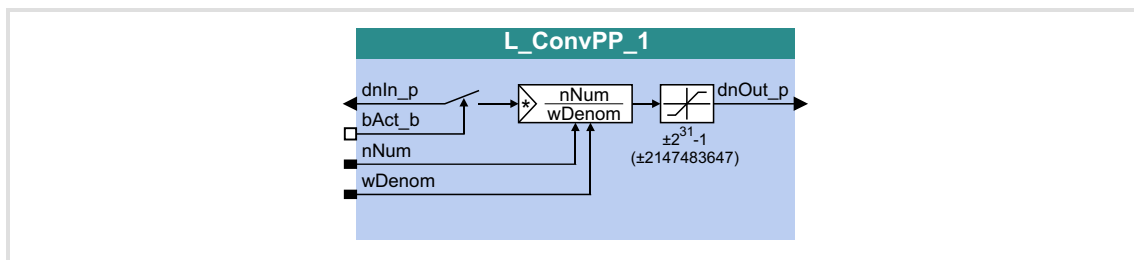 L_ConvPP_1
dnIn_p
bAct_b
nNum
wDenom
*
nNum
wDenom
dnOut_p
±2³¹-1
(±2147483647)